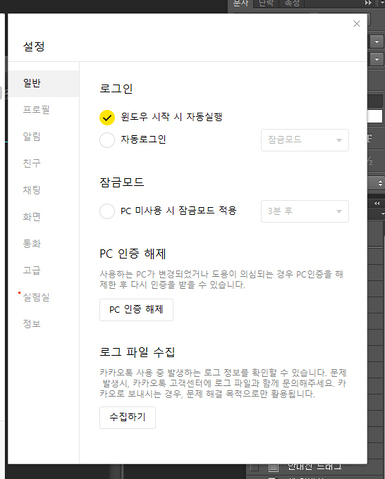 문자 단락 속성
설정
일반
프로필
알림
친구
채팅
화면
통화
고급
실험실
정보
로그인
윈도우 시작 시 자동실행
자동로그인
잠금모드
잠금모드
PC 미사용 시 잠금모드 적용
3분 후
PC 인증 해제
사용하는 PC가 변경되었거나 도용이 의심되는 경우 PC인증을 해
제한 후 다시 인증을 받을 수 있습니다.
PC 인증 해제
로그 파일 수집
카카오톡 사용 중 발생하는 로그 정보를 확인할 수 있습니다. 문제
발생시, 카카오톡 고객센터에 로그 파일과 함께 문의해주세요. 카
카오로 보내시는 경우, 문제 해결 목적으로만 활용됩니다.
수집하기
안내선 드래그